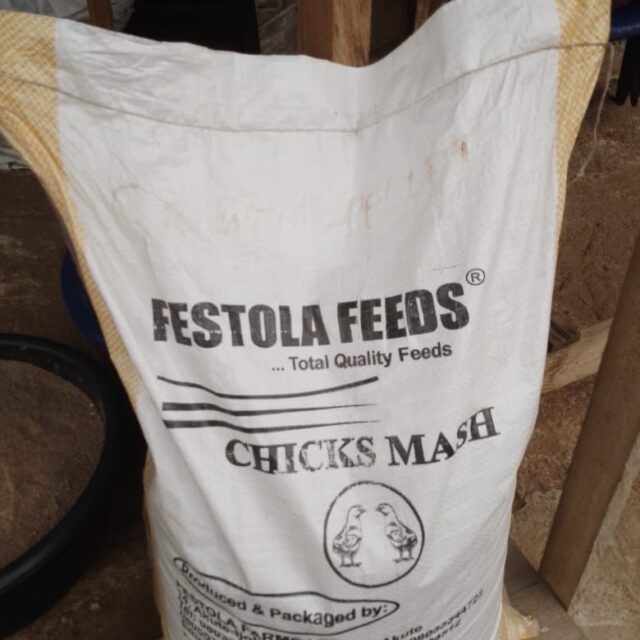 FESTOLA FEEDS®
... Total Quality Feeds
CHICKS MASH
Produced & Packaged by: